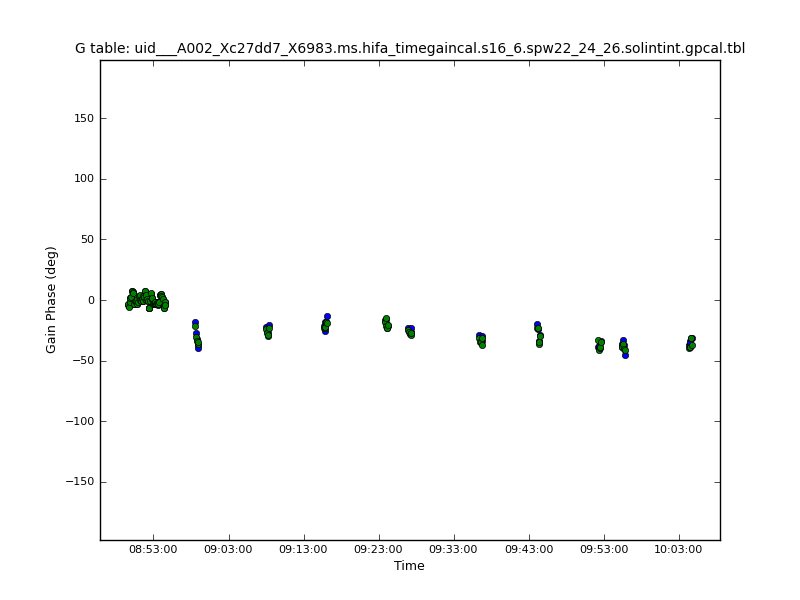 G table: uid___A002_Xc27dd7_X6983.ms.hifa_timegaincal.s16_6.spw22_24_26.solintint.gpcal.tbl
150
100
50
0
−50
−100
−150
Gain Phase (deg)
08:53:00 09:03:00 09:13:00 09:23:00 09:33:00 09:43:00 09:53:00 10:03:00
Time